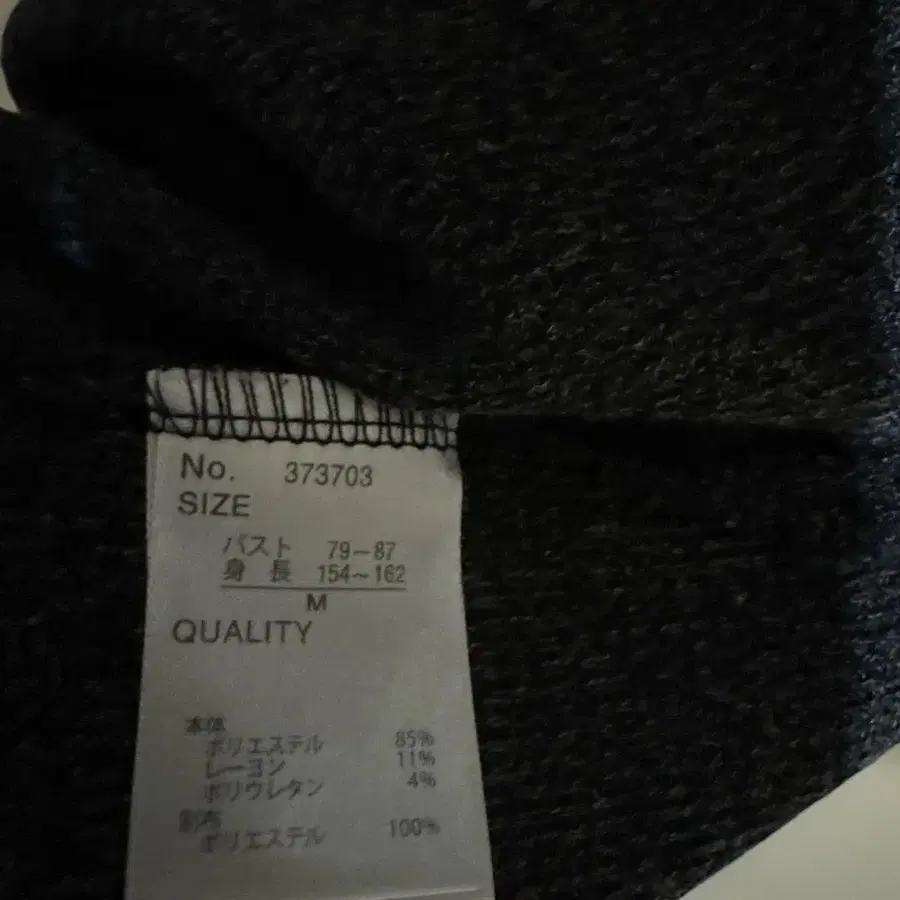 No. 373703
SIZE
バスト 79－87
身 長 154～162
M
QUALITY
本体
ポリエステル 85%
レーヨン 11%
ポリウレタン 4%
別布
ポリエステル 100%